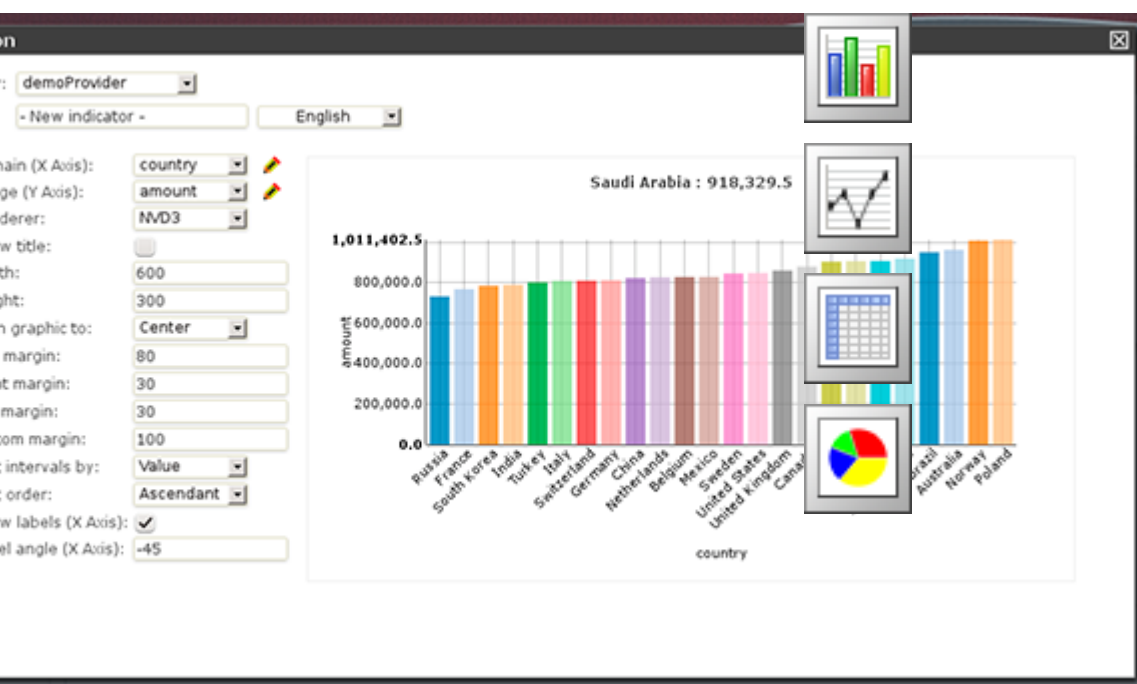 on
: demoProvider
- New indicator - English
main (X Axis): country
ge (Y Axis): amount
derer: NVD3
w title:
th: 600
ght: 300
n graphic to: Center
margin: 80
t margin: 30
margin: 30
tom margin: 100
t intervals by: Value
t order: Ascendant
w labels (X Axis):
el angle (X Axis): -45
Saudi Arabia : 918,329.5
1,011,402.5
800,000.0
600,000.0
400,000.0
200,000.0
0.0
amount
Russia
France
South Korea
India
Turkey
Italy
Switzerland
Germany
China
Netherlands
Belgium
Mexico
Sweden
United States
United Kingdom
Canad
Brazil
Australia
Norway
Poland
country